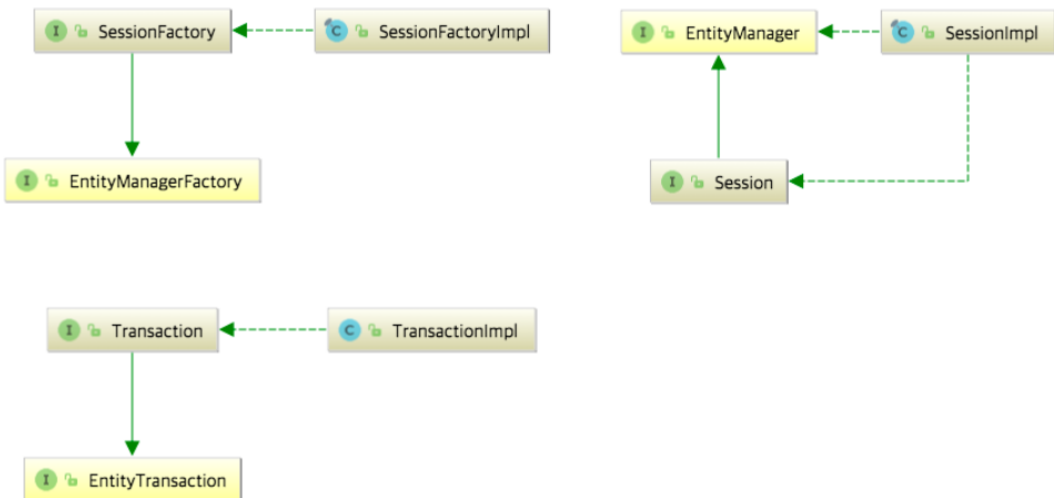 I SessionFactory
C SessionFactoryImpl
I EntityManagerFactory
I EntityManager
C SessionImpl
I Session
I Transaction
C TransactionImpl
I EntityTransaction